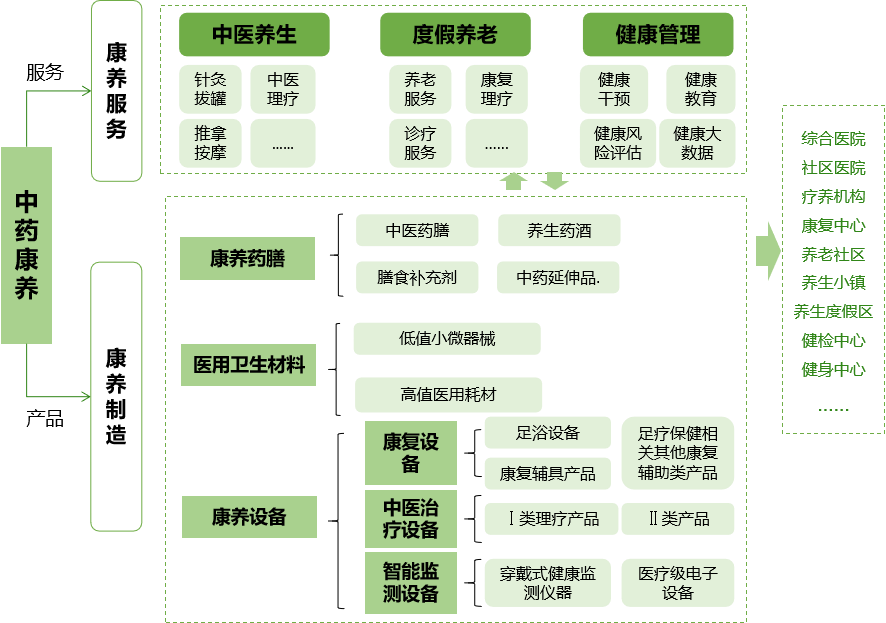 中药康养
服务
产品
康养服务
中医养生
度假养老
健康管理
针灸
拔罐
中医
理疗
养老
服务
康复
理疗
健康
干预
健康
教育
推拿
按摩
......
诊疗
服务
......
健康风
险评估
健康大
数据
康养制造
康养药膳
中医药膳
养生药酒
膳食补充剂
中药延伸品.
医用卫生材料
低值小微器械
高值医用耗材
康养设备
康复设
备
足浴设备
康复辅具产品
足疗保健相
关其他康复
辅助类产品
中医治
疗设备
Ⅰ类理疗产品
Ⅱ类产品
智能监
测设备
穿戴式健康监
测仪器
医疗级电子
设备
综合医院
社区医院
疗养机构
康复中心
养老社区
养生小镇
养生度假区
健检中心
健身中心
......